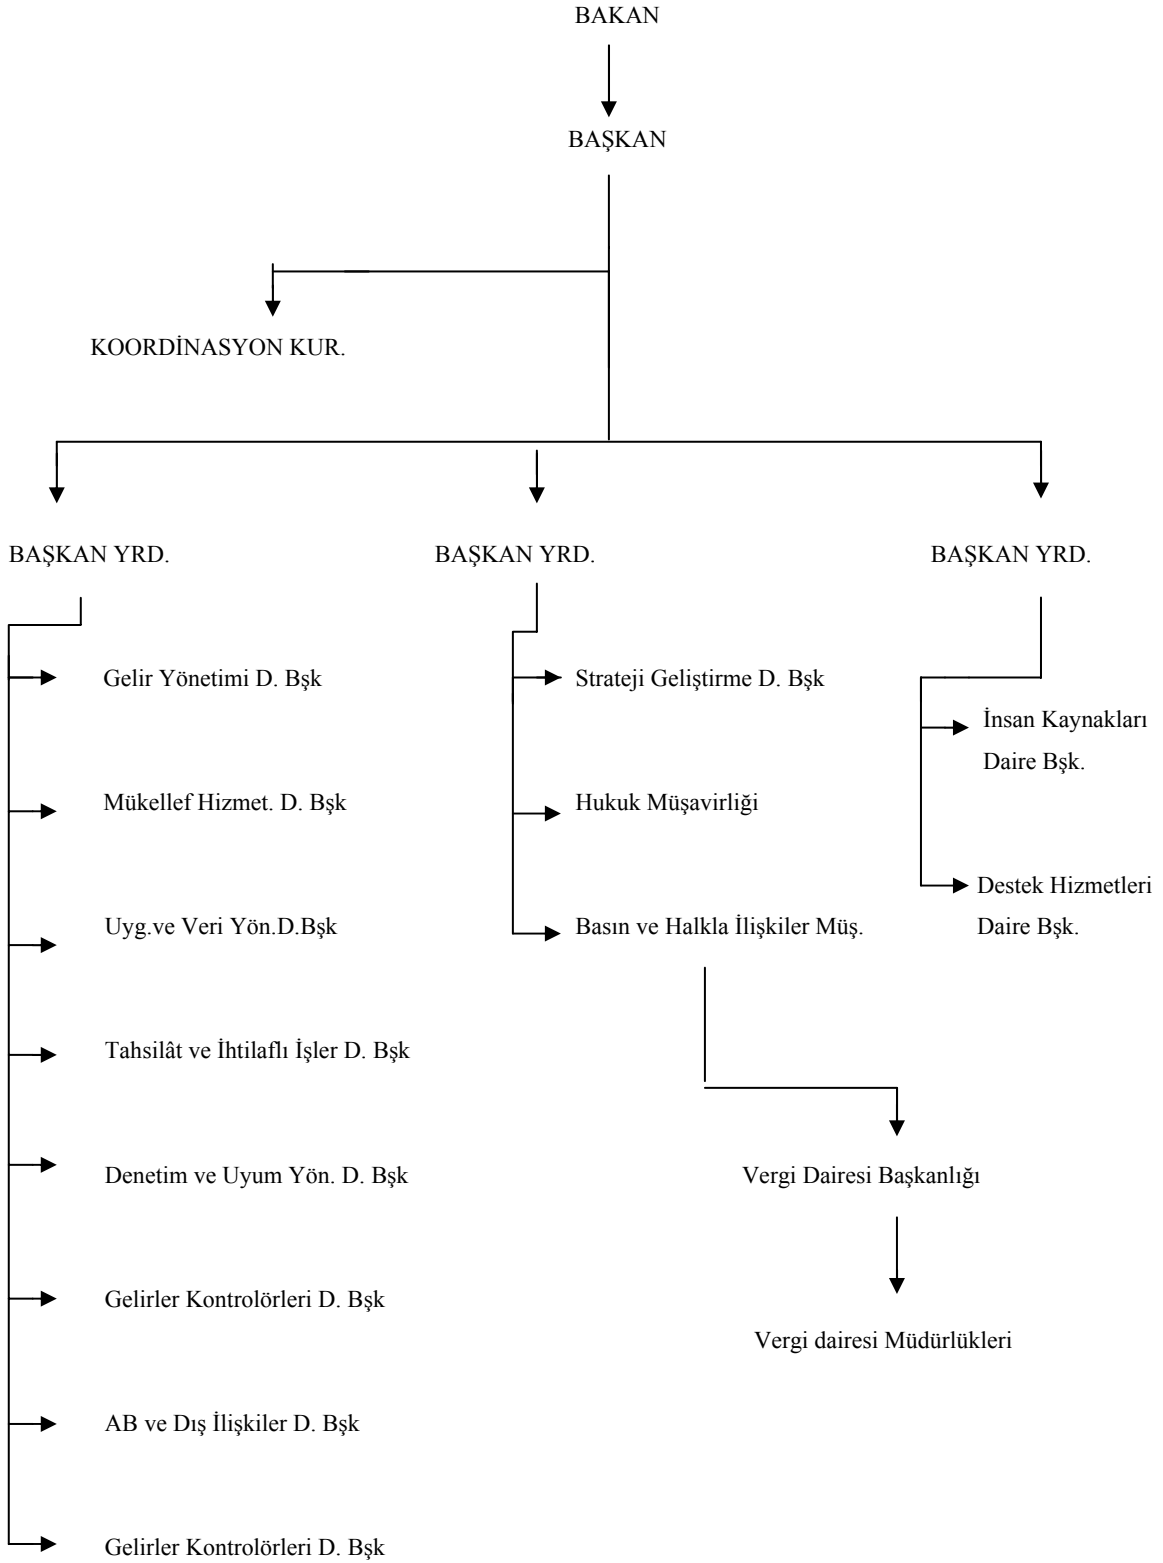 BAKAN
BAŞKAN
KOORDİNASYON KUR.
BAŞKAN YRD.
BAŞKAN YRD.
BAŞKAN YRD.
Gelir Yönetimi D. Bşk
Mükellef Hizmet. D. Bşk
Uyg.ve Veri Yön.D.Bşk
Tahsilât ve İhtilaflı İşler D. Bşk
Denetim ve Uyum Yön. D. Bşk
Gelirler Kontrolörleri D. Bşk
AB ve Dış İlişkiler D. Bşk
Gelirler Kontrolörleri D. Bşk
Strateji Geliştirme D. Bşk
Hukuk Müşavirliği
Basın ve Halkla İlişkiler Müş.
Vergi Dairesi Başkanlığı
Vergi dairesi Müdürlükleri
İnsan Kaynakları
Daire Bşk.
Destek Hizmetleri
Daire Bşk.